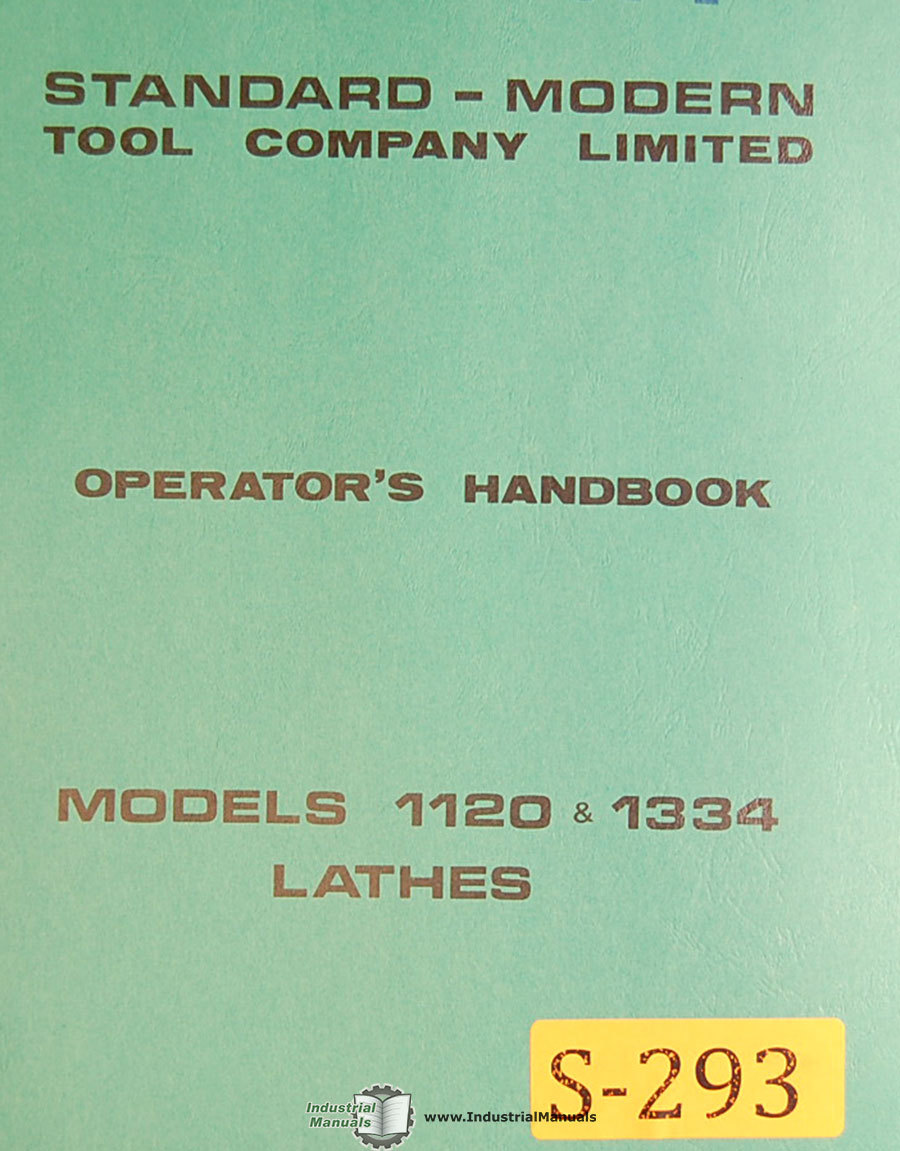 STANDARD - MODERN
TOOL COMPANY LIMITED
OPERATOR'S HANDBOOK
MODELS 1120 & 1334
LATHES
S-293
Industrial
Manuals
www.IndustrialManuals